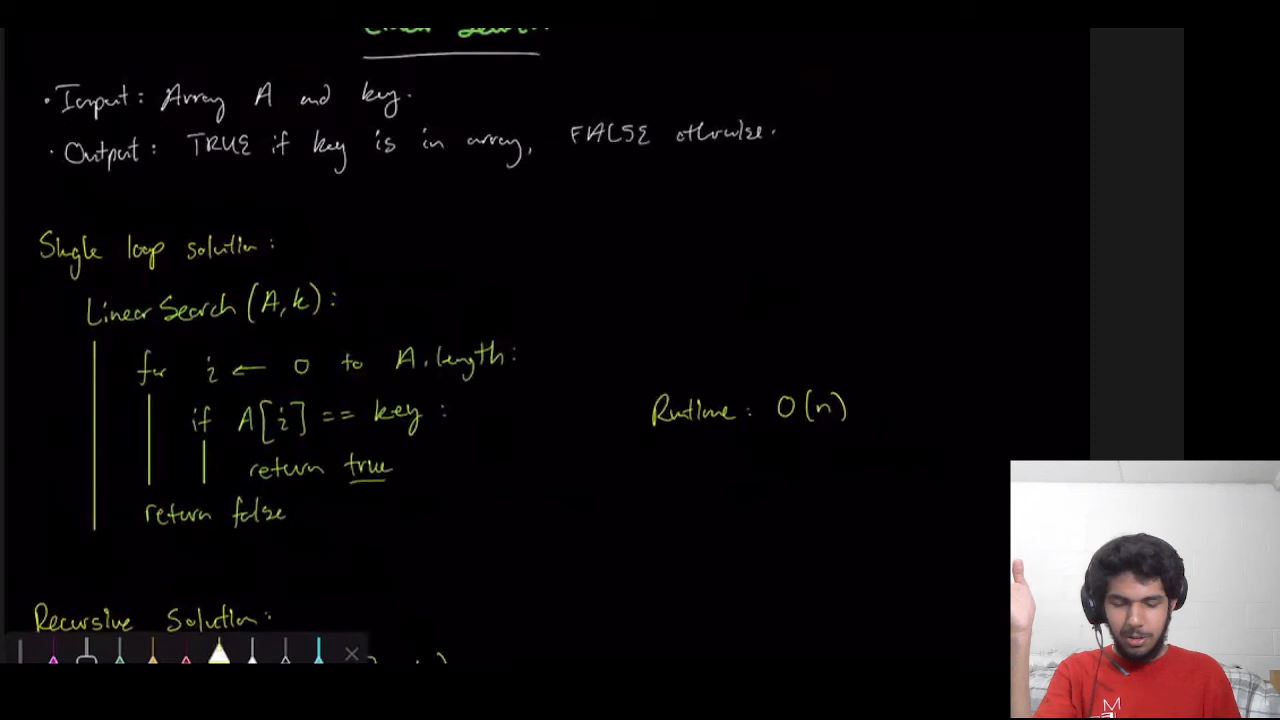 Linear Search
• Input: Array A and key.
• Output: TRUE if key is in array, FALSE otherwise.
Single loop solution:
LinearSearch(A,k):
for i ← 0 to A.length:
if A[i] == key:
return true
return false
Runtime: O(n)
Recursive Solution:
M